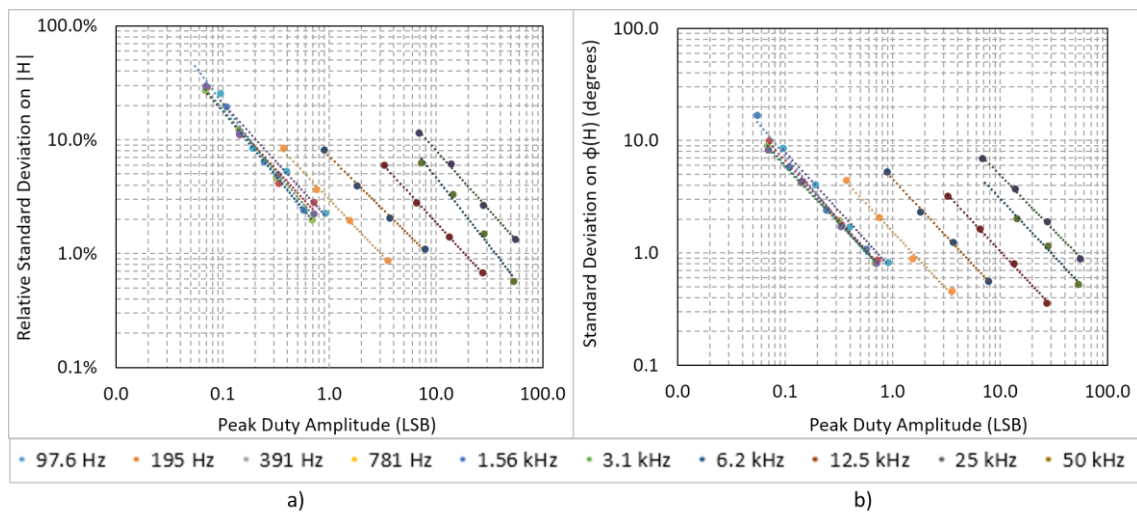 Relative Standard Deviation on |H|
100.0%
10.0%
1.0%
0.1%
0.0 0.1 1.0 10.0 100.0
Peak Duty Amplitude (LSB)
Standard Deviation on ϕ(H) (degrees)
100.0
10.0
1.0
0.1
0.0 0.1 1.0 10.0 100.0
Peak Duty Amplitude (LSB)
97.6 Hz 195 Hz 391 Hz 781 Hz 1.56 kHz 3.1 kHz 6.2 kHz 12.5 kHz 25 kHz 50 kHz
a) b)